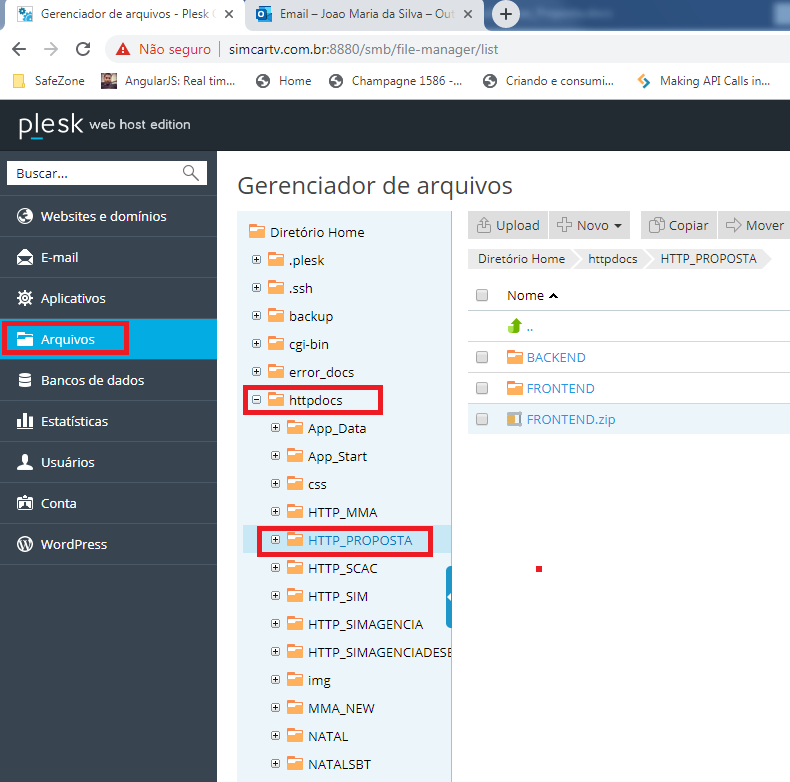 Gerenciador de arquivos - Plesk
Email – Joao Maria da Silva – Out
Não seguro
simcartv.com.br:8880/smb/file-manager/list
SafeZone
AngularJS: Real tim...
Home
Champagne 1586 -...
Criando e consumi...
Making API Calls in...
plesk web host edition
Buscar...
Websites e domínios
E-mail
Aplicativos
Arquivos
Bancos de dados
Estatísticas
Usuários
Conta
WordPress
Gerenciador de arquivos
Diretório Home
.plesk
.ssh
backup
cgi-bin
error_docs
httpdocs
App_Data
App_Start
css
HTTP_MMA
HTTP_PROPOSTA
HTTP_SCAC
HTTP_SIM
HTTP_SIMAGENCIA
HTTP_SIMAGENCIADESE
img
MMA_NEW
NATAL
NATALSBT
Upload
Novo
Copiar
Mover
Diretório Home
httpdocs
HTTP_PROPOSTA
Nome
..
BACKEND
FRONTEND
FRONTEND.zip